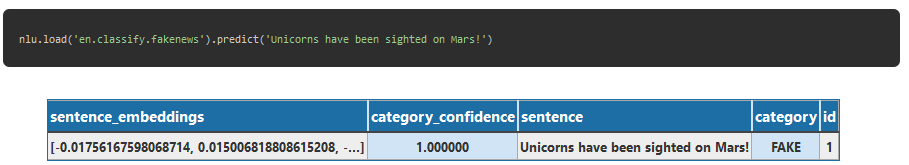 nlu.load('en.classify.fakenews').predict('Unicorns have been sighted on Mars!')
sentence_embeddings category_confidence sentence category id
[-0.01756167598068714, 0.015006818808615208, -...] 1.000000 Unicorns have been sighted on Mars! FAKE 1